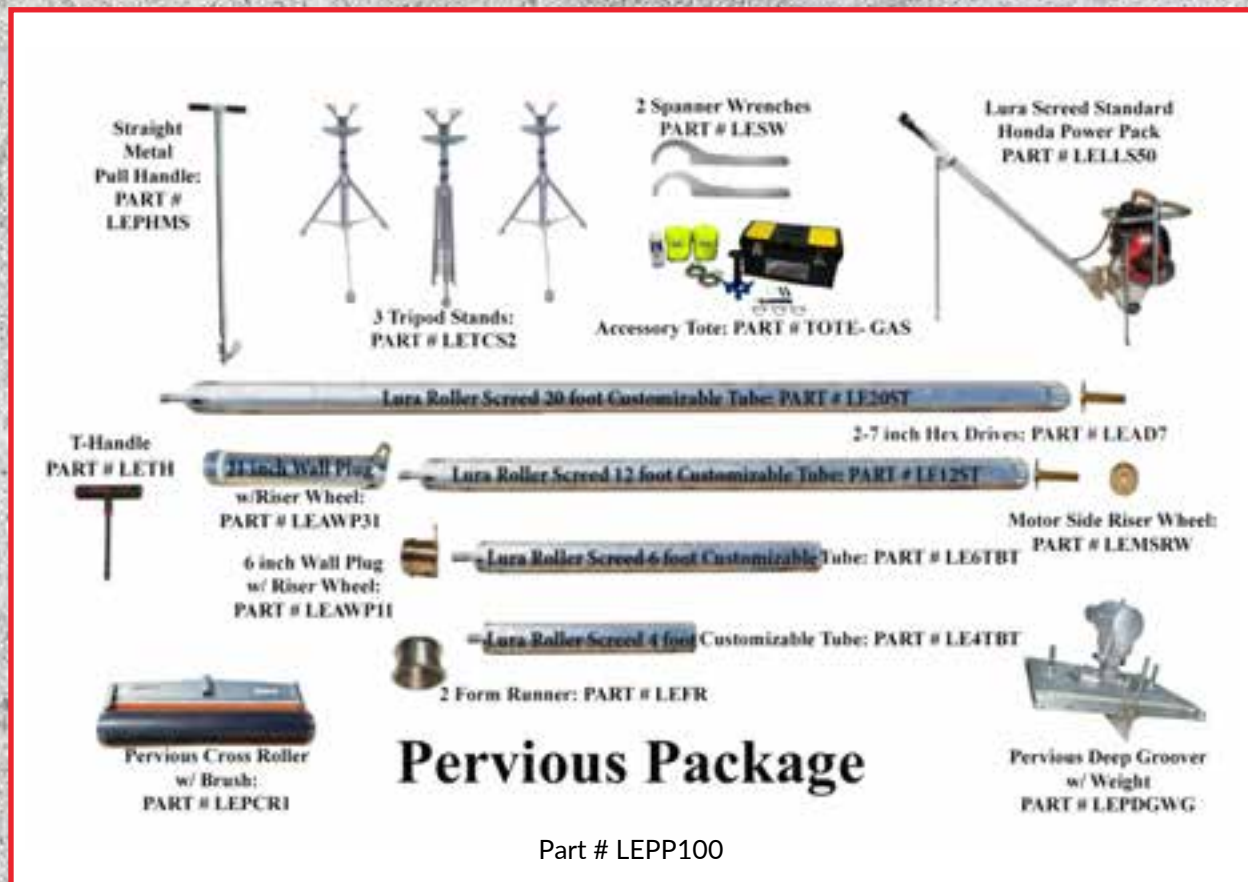 Straight
Metal
Pull Handle:
PART #
LEPHMS
3 Tripod Stands:
PART # LETCS2
2 Spanner Wrenches
PART # LESW
Accessory Tote: PART # TOTE- GAS
Lura Screed Standard
Honda Power Pack
PART # LELLS50
Lura Roller Screed 20 foot Customizable Tube: PART # LE20ST
2-7 inch Hex Drives: PART # LEAD7
T-Handle
PART # LETH
31 inch Wall Plug
w/Riser Wheel:
PART # LEAWP31
Lura Roller Screed 12 foot Customizable Tube: PART # LE12ST
Motor Side Riser Wheel:
PART # LEMSRW
6 inch Wall Plug
w/ Riser Wheel:
PART # LEAWP11
Lura Roller Screed 6 foot Customizable Tube: PART # LE6TBT
Lura Roller Screed 4 foot Customizable Tube: PART # LE4TBT
2 Form Runner: PART # LEFR
Pervious Cross Roller
w/ Brush:
PART # LEPCR1
Pervious Package
Pervious Deep Groover
w/ Weight
PART # LEPDGWG
Part # LEPP100